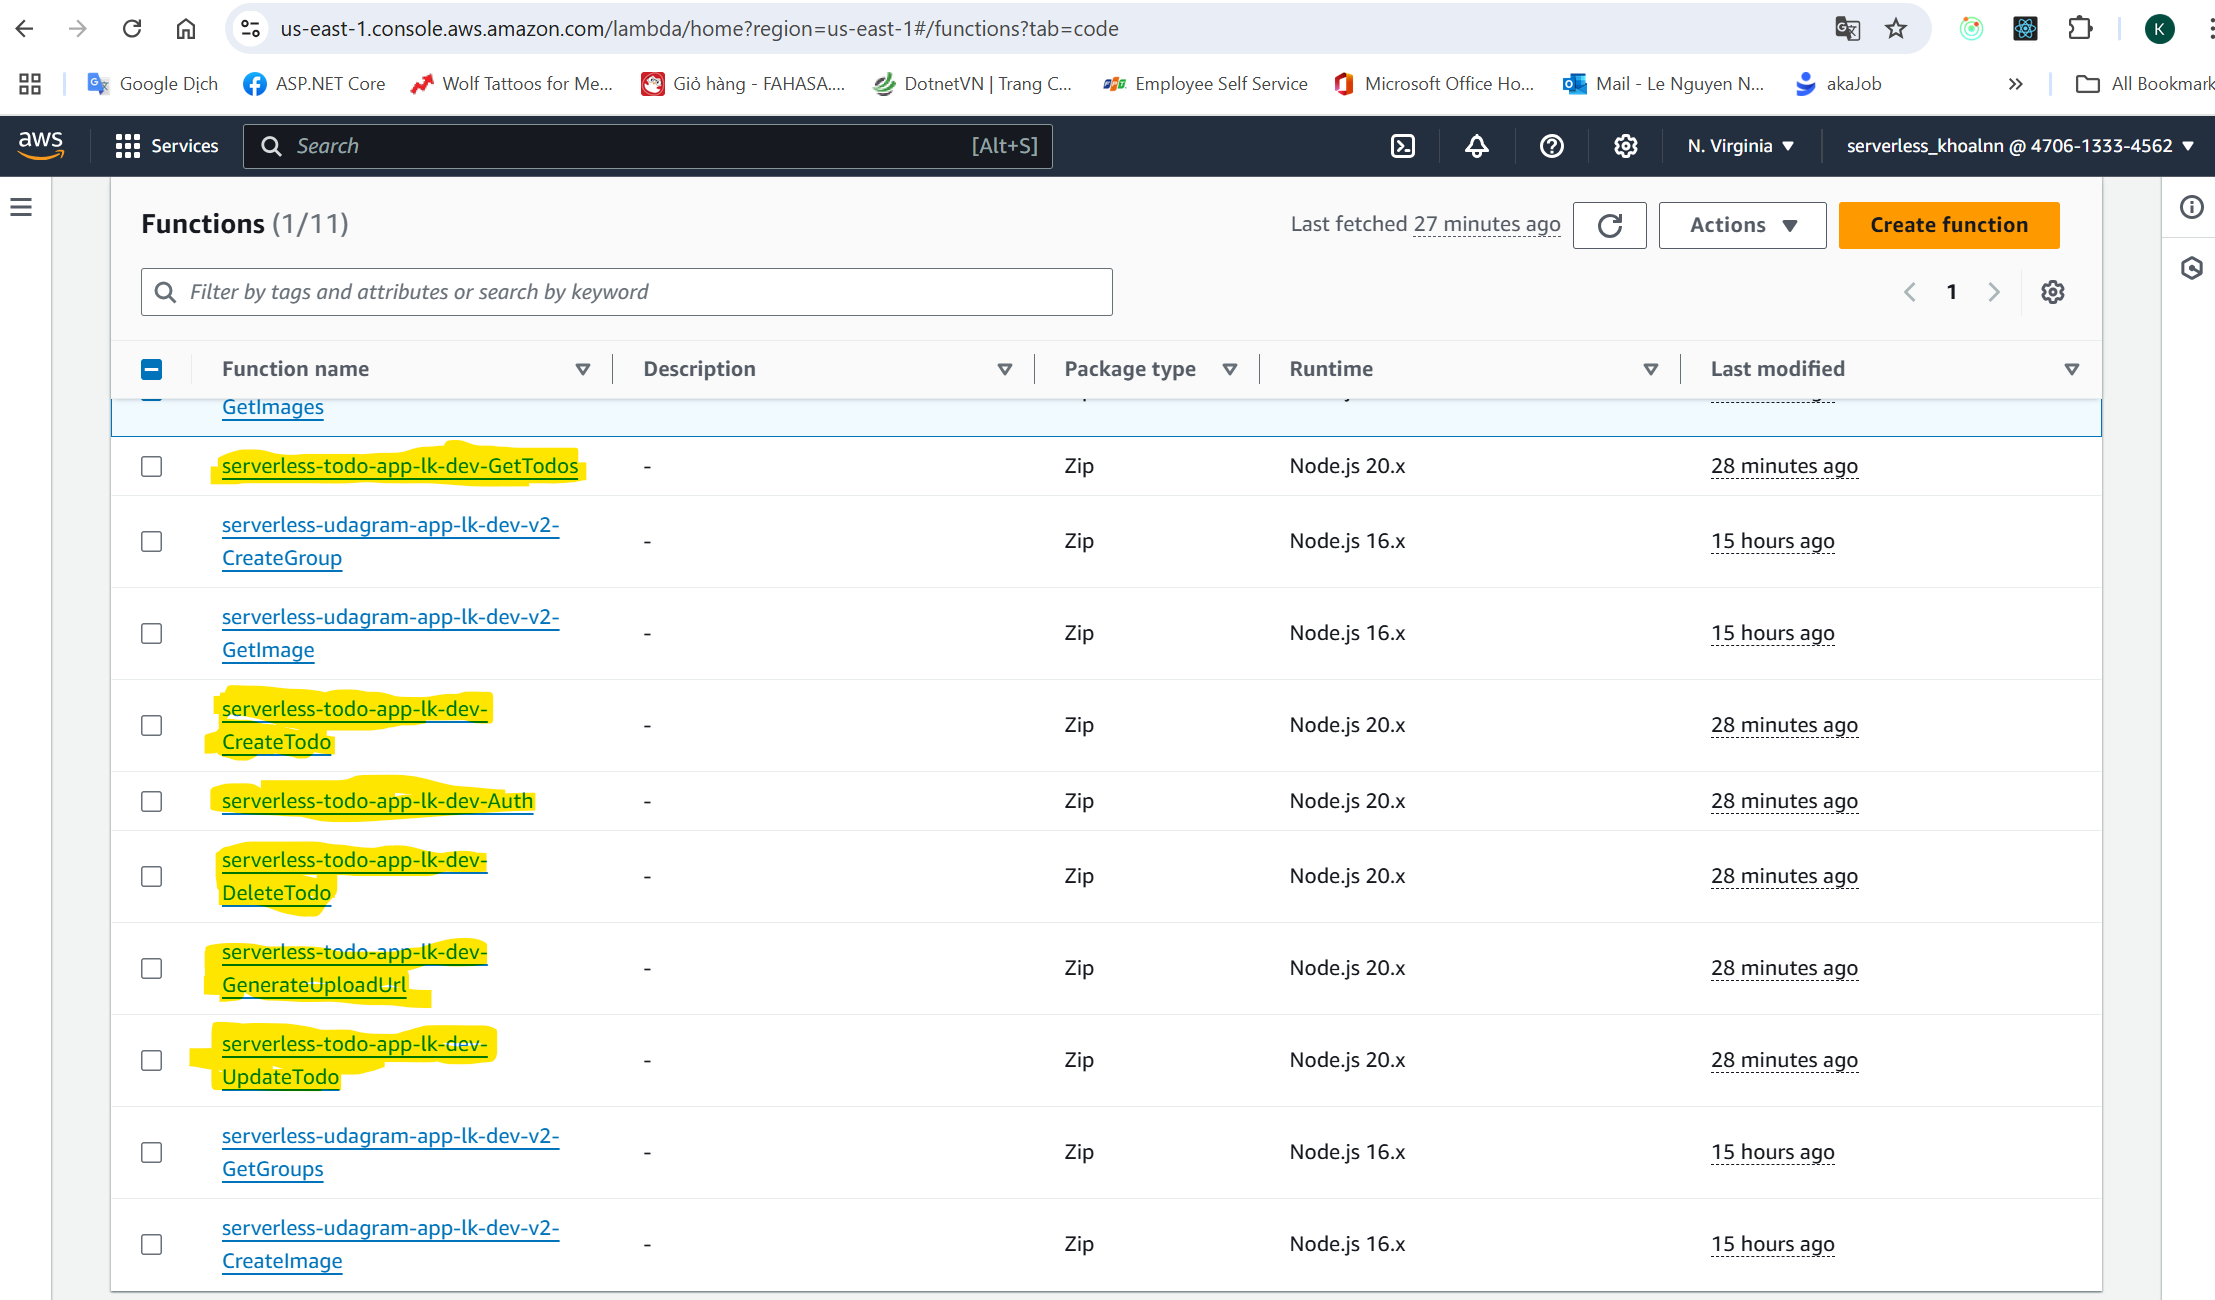 us-east-1.console.aws.amazon.com/lambda/home?region=us-east-1#/functions?tab=code
K
Google Dịch
ASP.NET Core
Wolf Tattoos for Me...
Giỏ hàng - FAHASA....
DotnetVN | Trang C...
Employee Self Service
Microsoft Office Ho...
Mail - Le Nguyen N...
akaJob
All Bookmark
aws
Services
Search
[Alt+S]
N. Virginia
serverless_khoalnn @ 4706-1333-4562
Functions (1/11)
Last fetched 27 minutes ago
Actions
Create function
Filter by tags and attributes or search by keyword
1
Function name
Description
Package type
Runtime
Last modified
GetImages
serverless-todo-app-lk-dev-GetTodos
-
Zip
Node.js 20.x
28 minutes ago
serverless-udagram-app-lk-dev-v2-
CreateGroup
-
Zip
Node.js 16.x
15 hours ago
serverless-udagram-app-lk-dev-v2-
GetImage
-
Zip
Node.js 16.x
15 hours ago
serverless-todo-app-lk-dev-
CreateTodo
-
Zip
Node.js 20.x
28 minutes ago
serverless-todo-app-lk-dev-Auth
-
Zip
Node.js 20.x
28 minutes ago
serverless-todo-app-lk-dev-
DeleteTodo
-
Zip
Node.js 20.x
28 minutes ago
serverless-todo-app-lk-dev-
GenerateUploadUrl
-
Zip
Node.js 20.x
28 minutes ago
serverless-todo-app-lk-dev-
UpdateTodo
-
Zip
Node.js 20.x
28 minutes ago
serverless-udagram-app-lk-dev-v2-
GetGroups
-
Zip
Node.js 16.x
15 hours ago
serverless-udagram-app-lk-dev-v2-
CreateImage
-
Zip
Node.js 16.x
15 hours ago